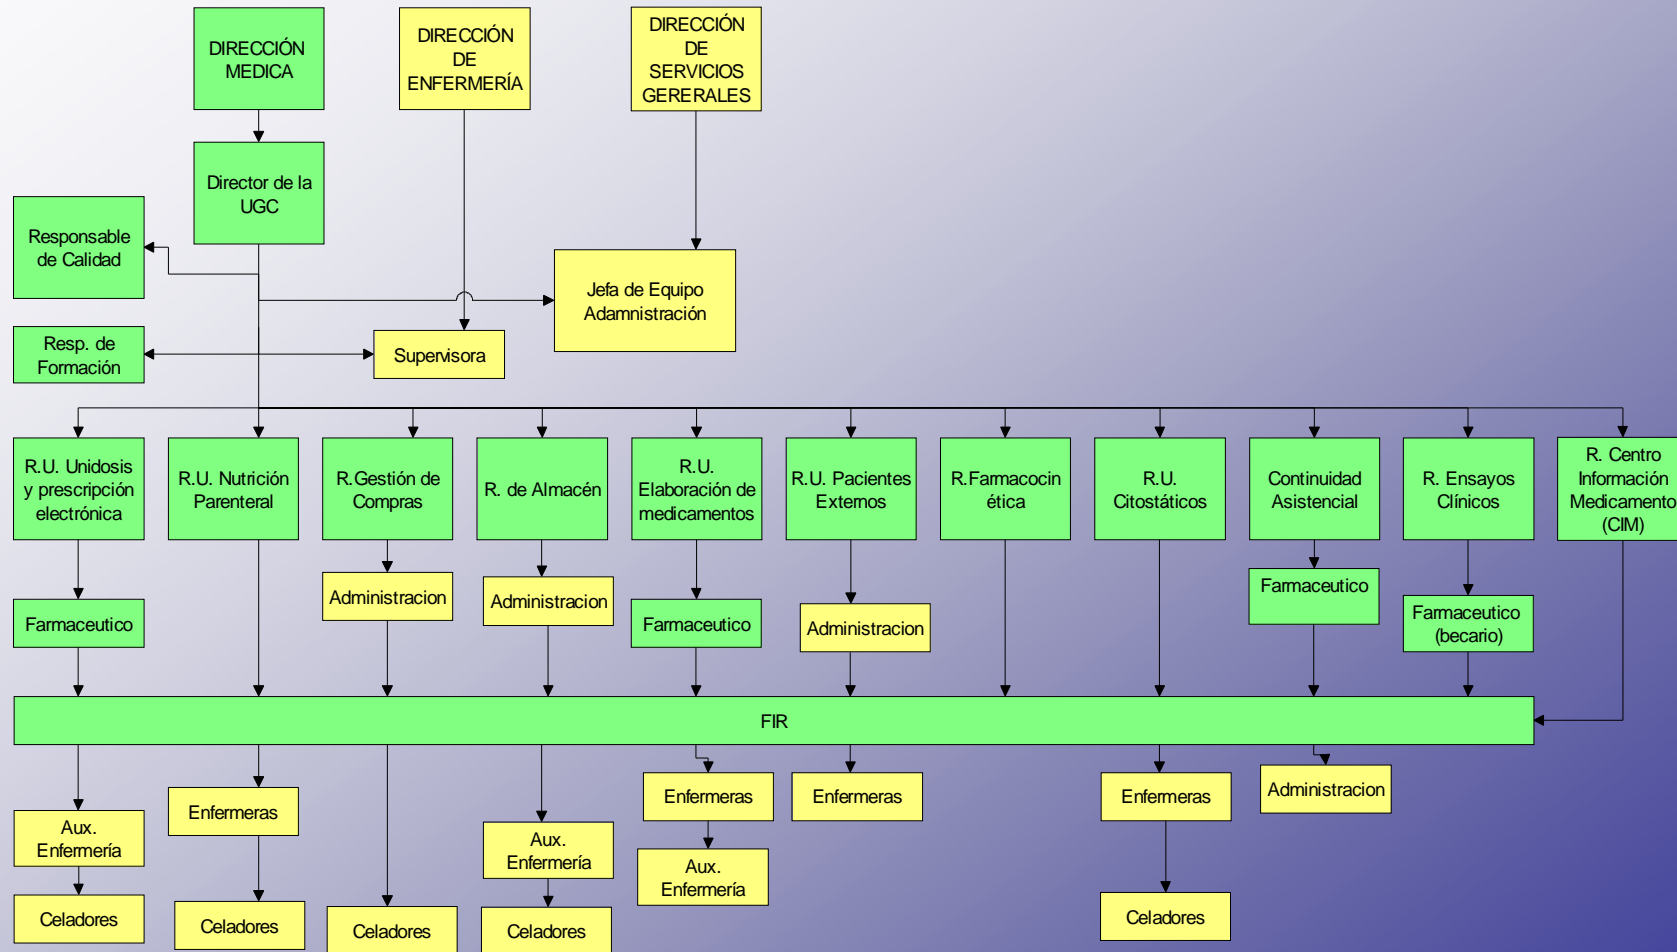 DIRECCIÓN
MEDICA
DIRECCIÓN
DE
ENFERMERÍA
DIRECCIÓN
DE
SERVICIOS
GERERALES
Director de la
UGC
Responsable
de Calidad
Jefa de Equipo
Adamnistración
Resp. de
Formación
Supervisora
R.U. Unidosis
y prescripción
electrónica
R.U. Nutrición
Parenteral
R.Gestión de
Compras
R. de Almacén
R.U.
Elaboración de
medicamentos
R.U. Pacientes
Externos
R.Farmacocin
ética
R.U.
Citostáticos
Continuidad
Asistencial
R. Ensayos
Clínicos
R. Centro
Información
Medicamento
(CIM)
Farmaceutico
Administracion
Administracion
Farmaceutico
Administracion
Farmaceutico
Farmaceutico
(becario)
FIR
Aux.
Enfermería
Celadores
Enfermeras
Celadores
Celadores
Aux.
Enfermería
Celadores
Enfermeras
Aux.
Enfermería
Enfermeras
Enfermeras
Celadores
Administracion